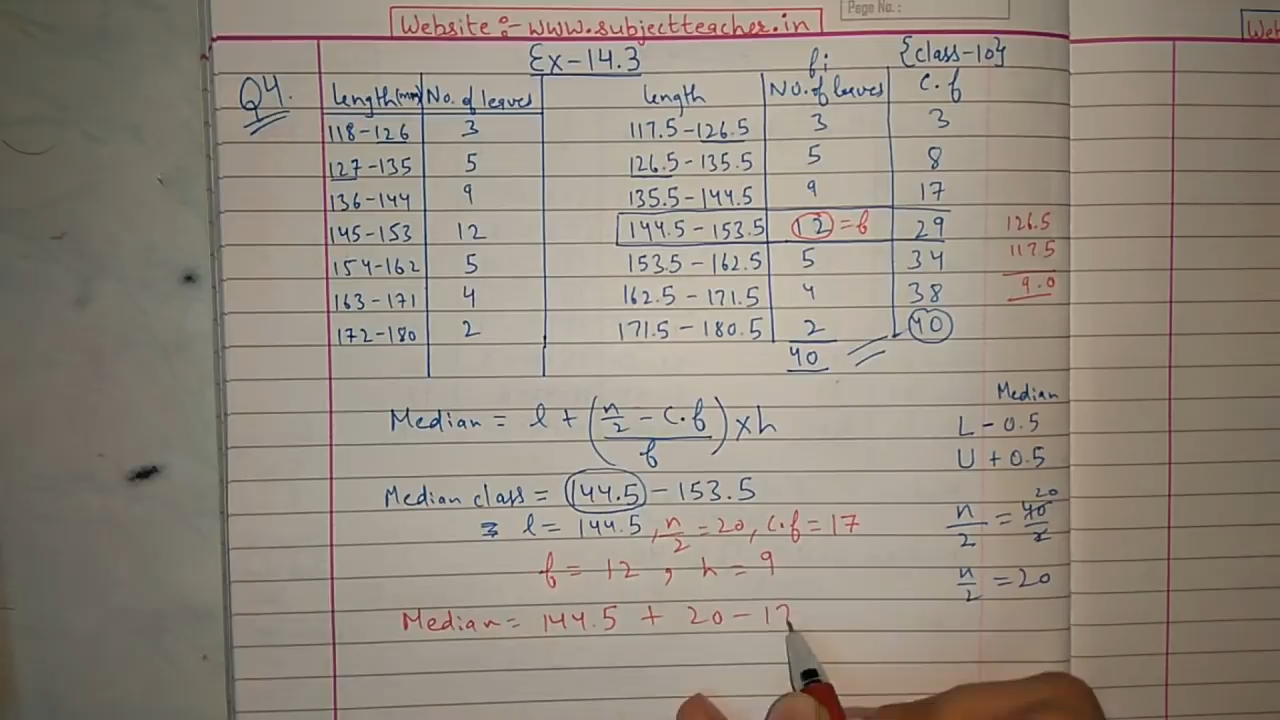 Page No.:
Website :- www.subjectteacher.in
Ex-14.3 {class-10}
fi
Q4. length(mm) No. of leaves length No. of leaves C.f
118-126 3 117.5-126.5 3 3
127-135 5 126.5-135.5 5 8
136-144 9 135.5-144.5 9 17
145-153 12 144.5-153.5 12=f 29 126.5
154-162 5 153.5-162.5 5 34 117.5
163-171 4 162.5-171.5 4 38 9.0
172-180 2 171.5-180.5 2 40
40
Median
Median = l + (n/2 - C.f / f) × h L - 0.5
U + 0.5
Median class = 144.5 - 153.5
l = 144.5, n/2 = 20, C.f = 17 n/2 = 40/2 20
f = 12, h = 9 n/2 = 20
Median = 144.5 + 20 - 17